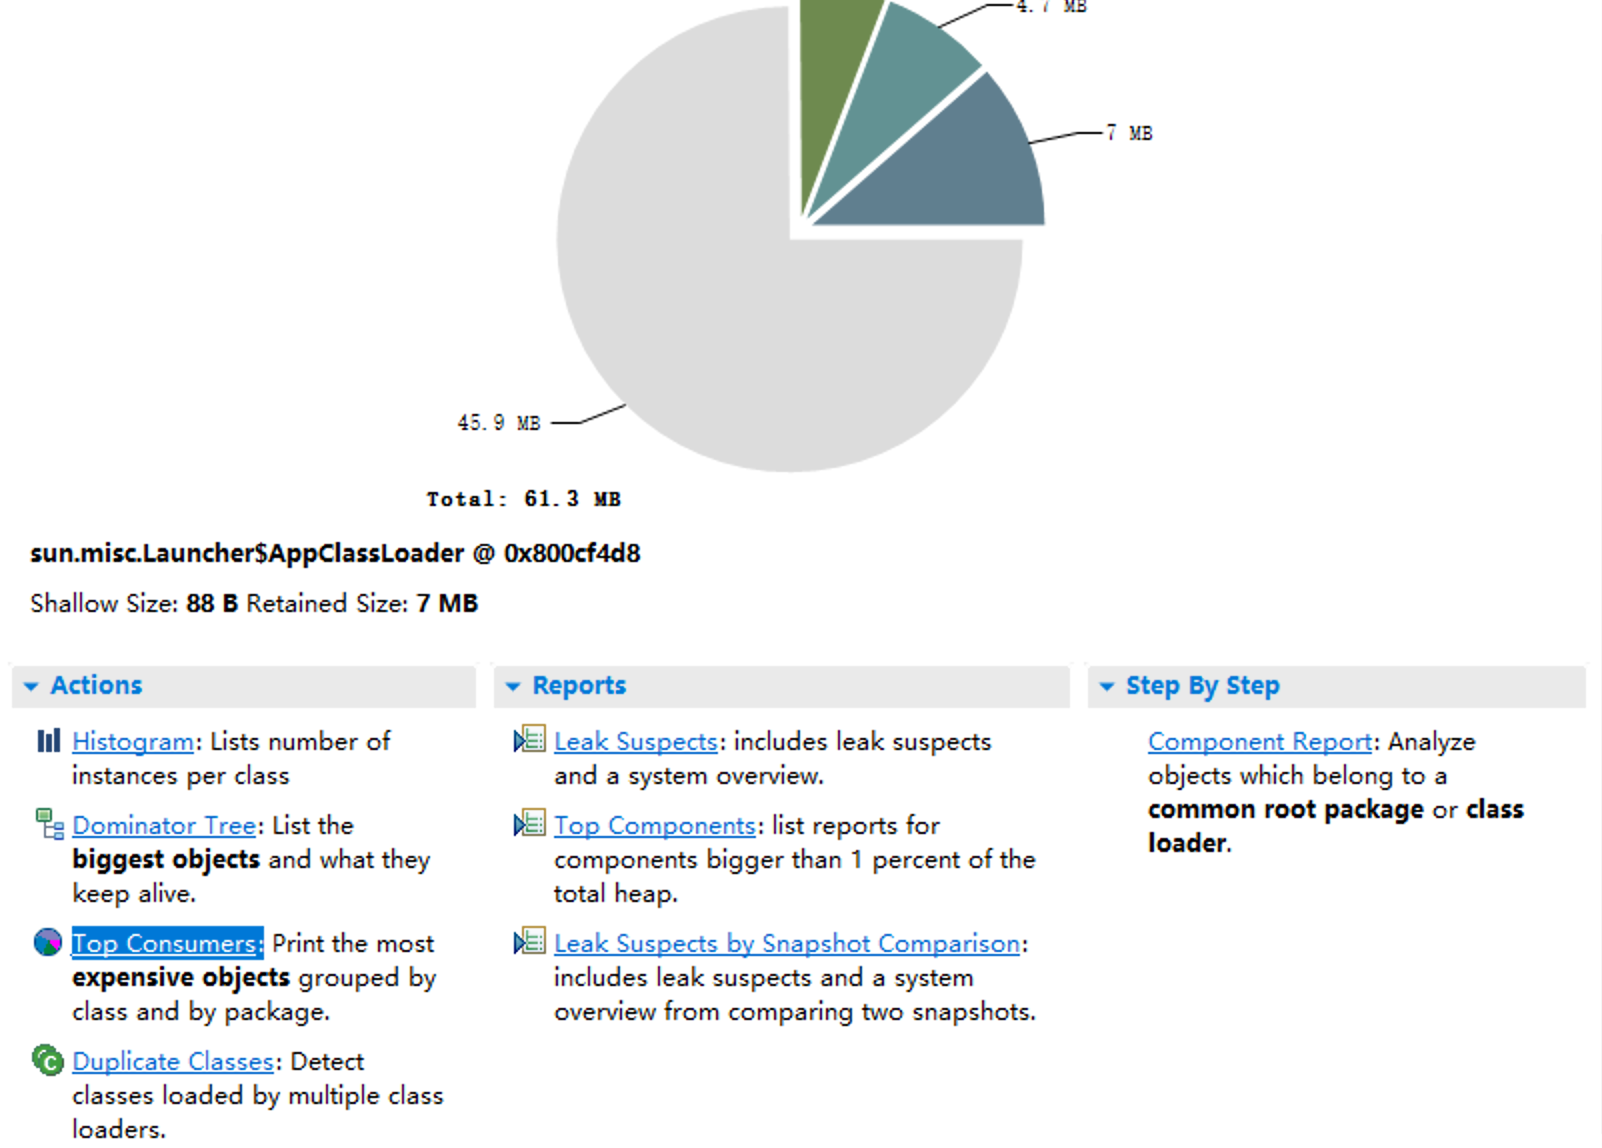 4.7 MB
7 MB
45.9 MB
Total: 61.3 MB
sun.misc.Launcher$AppClassLoader @ 0x800cf4d8
Shallow Size: 88 B Retained Size: 7 MB
Actions
Histogram: Lists number of
instances per class
Dominator Tree: List the
biggest objects and what they
keep alive.
Top Consumers: Print the most
expensive objects grouped by
class and by package.
Duplicate Classes: Detect
classes loaded by multiple class
loaders.
Reports
Leak Suspects: includes leak suspects
and a system overview.
Top Components: list reports for
components bigger than 1 percent of the
total heap.
Leak Suspects by Snapshot Comparison:
includes leak suspects and a system
overview from comparing two snapshots.
Step By Step
Component Report: Analyze
objects which belong to a
common root package or class
loader.